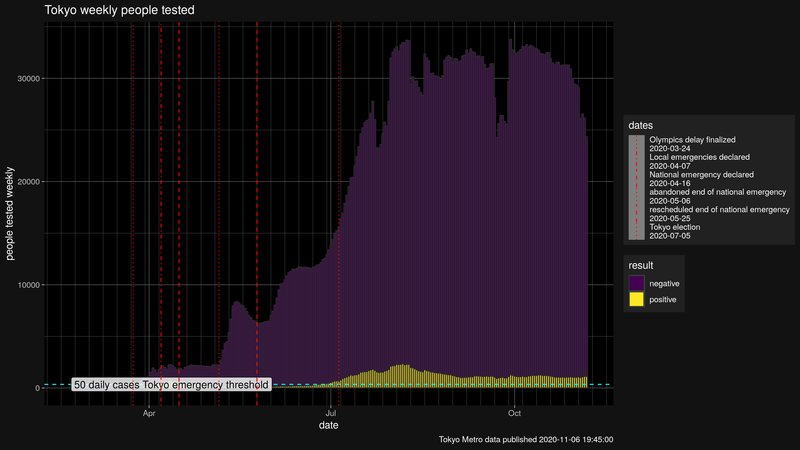 Tokyo weekly people tested
people tested weekly
30000
20000
10000
0
50 daily cases Tokyo emergency threshold
Apr
Jul
Oct
date
Tokyo Metro data published 2020-11-06 19:45:00
dates
Olympics delay finalized
2020-03-24
Local emergencies declared
2020-04-07
National emergency declared
2020-04-16
abandoned end of national emergency
2020-05-06
rescheduled end of national emergency
2020-05-25
Tokyo election
2020-07-05
result
negative
positive